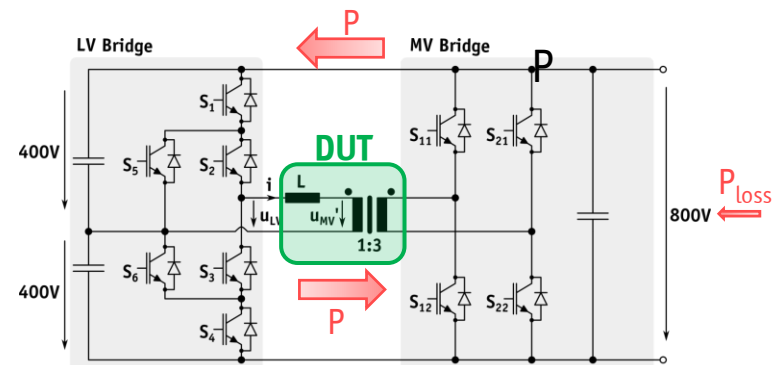 P
LV Bridge
MV Bridge
P
S1
S11
S21
400V
S5
S2
DUT
i
L
Ploss
uLV
uMV'
800V
1:3
400V
S6
S3
S12
S22
P
S4